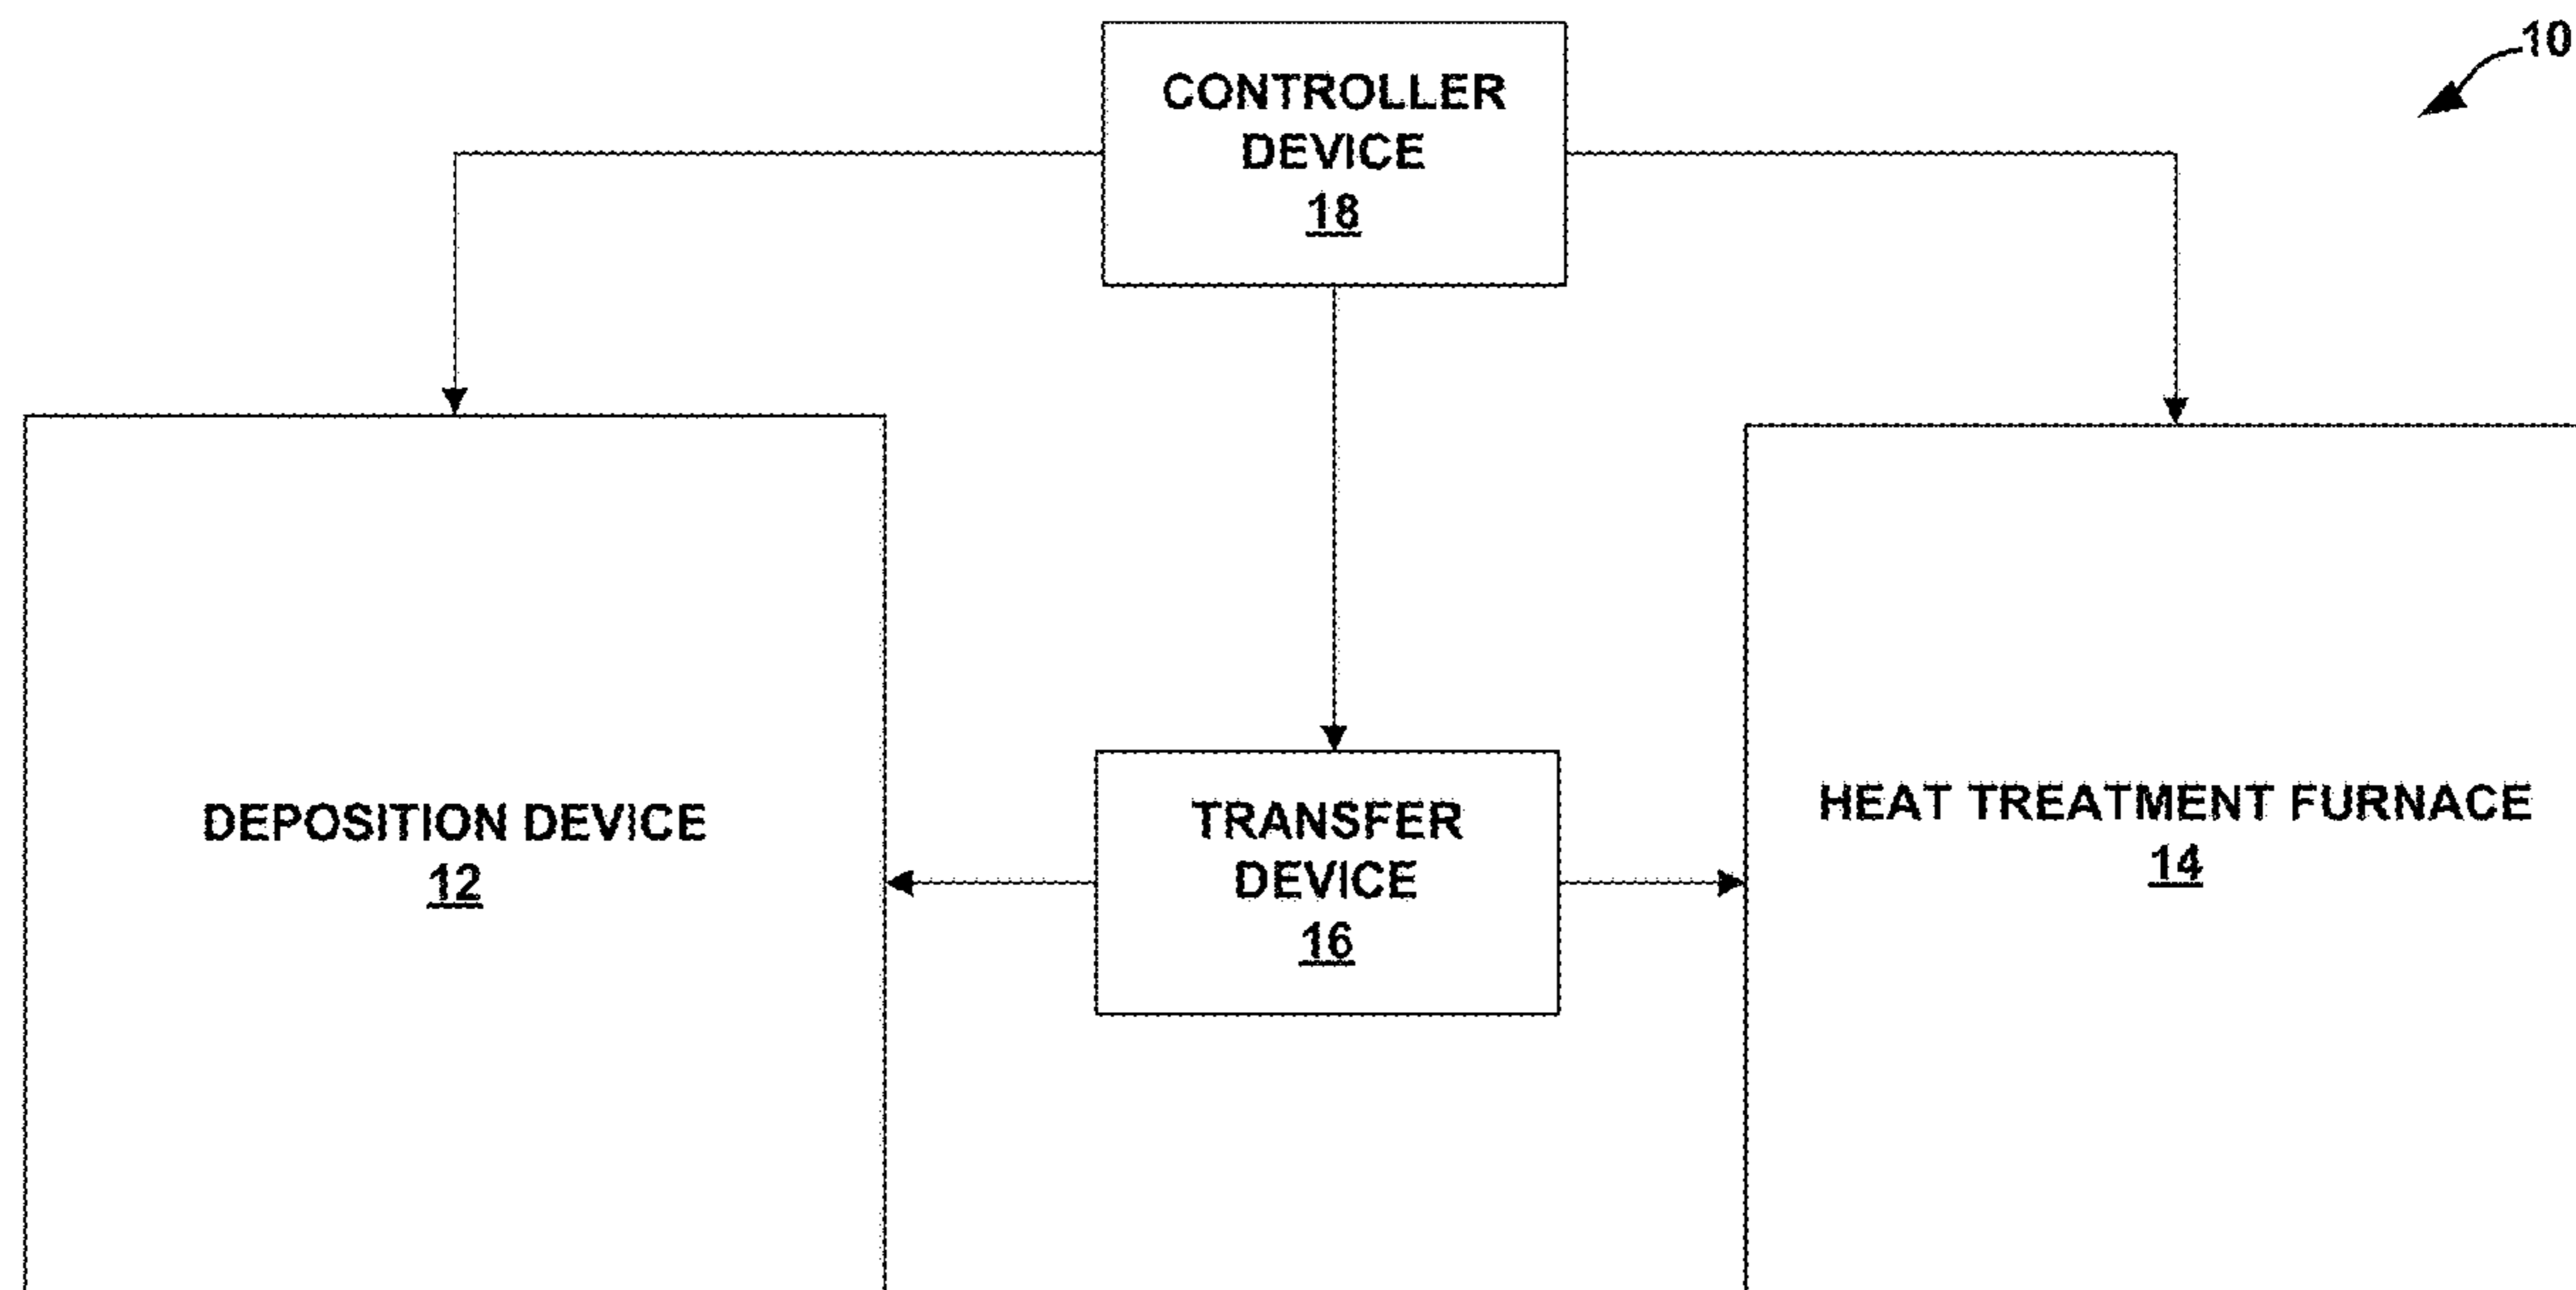 10
CONTROLLER
DEVICE
18
DEPOSITION DEVICE
12
TRANSFER
DEVICE
16
HEAT TREATMENT FURNACE
14